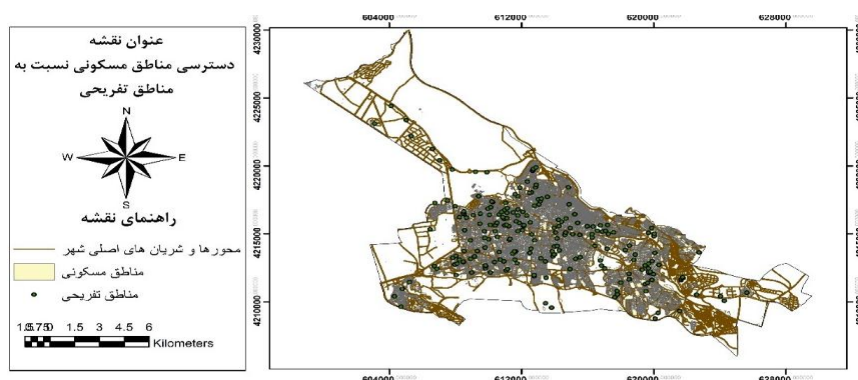 عنوان نقشه
دسترسی مناطق مسکونی نسبت به
مناطق تفریحی
N
W E
S
راهنمای نقشه
محورها و شریان های اصلی شهر
مناطق مسکونی
مناطق تفریحی
1.5 3 4.5 6
Kilometers
604000 612000 620000 628000
4230000
4225000
4220000
4215000
4210000
604000 612000 620000 628000